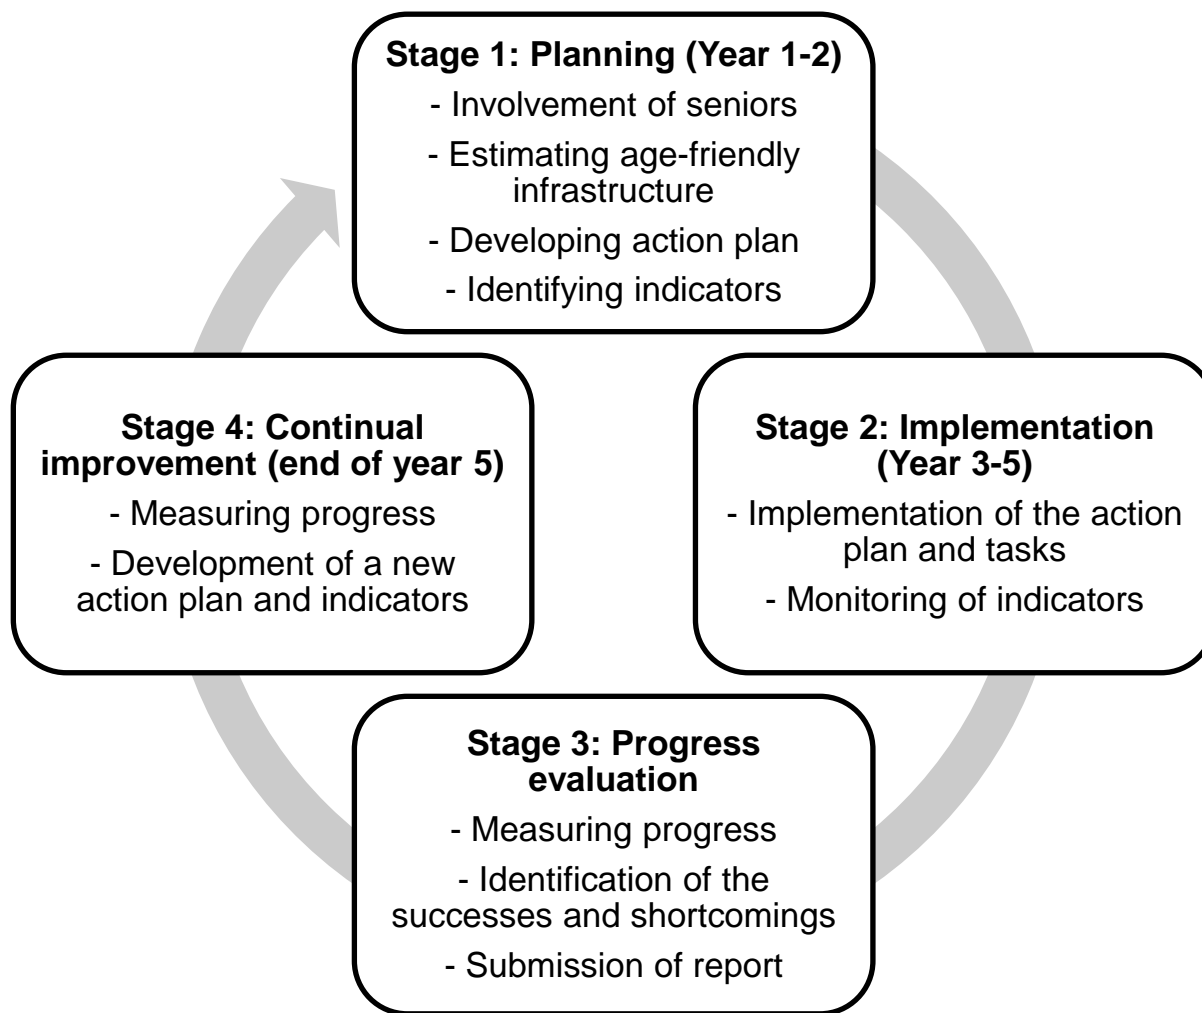 Stage 1: Planning (Year 1-2)
- Involvement of seniors
- Estimating age-friendly
infrastructure
- Developing action plan
- Identifying indicators
Stage 2: Implementation
(Year 3-5)
- Implementation of the action
plan and tasks
- Monitoring of indicators
Stage 3: Progress
evaluation
- Measuring progress
- Identification of the
successes and shortcomings
- Submission of report
Stage 4: Continual
improvement (end of year 5)
- Measuring progress
- Development of a new
action plan and indicators